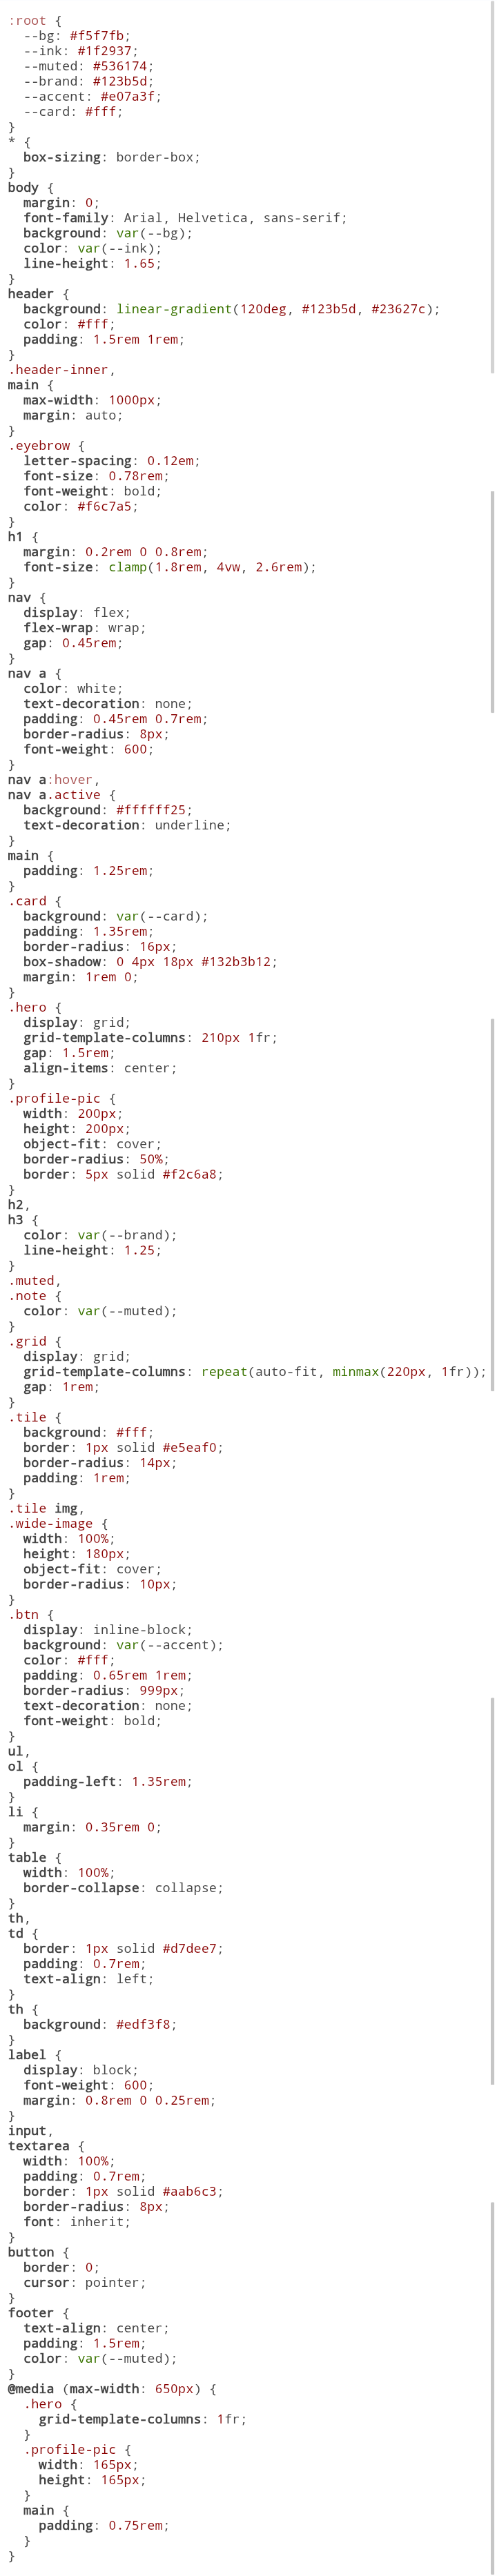 :root {
  --bg: #f5f7fb;
  --ink: #1f2937;
  --muted: #536174;
  --brand: #123b5d;
  --accent: #e07a3f;
  --card: #fff;
}
* {
  box-sizing: border-box;
}
body {
  margin: 0;
  font-family: Arial, Helvetica, sans-serif;
  background: var(--bg);
  color: var(--ink);
  line-height: 1.65;
}
header {
  background: linear-gradient(120deg, #123b5d, #23627c);
  color: #fff;
  padding: 1.5rem 1rem;
}
.header-inner,
main {
  max-width: 1000px;
  margin: auto;
}
.eyebrow {
  letter-spacing: 0.12em;
  font-size: 0.78rem;
  font-weight: bold;
  color: #f6c7a5;
}
h1 {
  margin: 0.2rem 0 0.8rem;
  font-size: clamp(1.8rem, 4vw, 2.6rem);
}
nav {
  display: flex;
  flex-wrap: wrap;
  gap: 0.45rem;
}
nav a {
  color: white;
  text-decoration: none;
  padding: 0.45rem 0.7rem;
  border-radius: 8px;
  font-weight: 600;
}
nav a:hover,
nav a.active {
  background: #ffffff25;
  text-decoration: underline;
}
main {
  padding: 1.25rem;
}
.card {
  background: var(--card);
  padding: 1.35rem;
  border-radius: 16px;
  box-shadow: 0 4px 18px #132b3b12;
  margin: 1rem 0;
}
.hero {
  display: grid;
  grid-template-columns: 210px 1fr;
  gap: 1.5rem;
  align-items: center;
}
.profile-pic {
  width: 200px;
  height: 200px;
  object-fit: cover;
  border-radius: 50%;
  border: 5px solid #f2c6a8;
}
h2,
h3 {
  color: var(--brand);
  line-height: 1.25;
}
.muted,
.note {
  color: var(--muted);
}
.grid {
  display: grid;
  grid-template-columns: repeat(auto-fit, minmax(220px, 1fr));
  gap: 1rem;
}
.tile {
  background: #fff;
  border: 1px solid #e5eaf0;
  border-radius: 14px;
  padding: 1rem;
}
.tile img,
.wide-image {
  width: 100%;
  height: 180px;
  object-fit: cover;
  border-radius: 10px;
}
.btn {
  display: inline-block;
  background: var(--accent);
  color: #fff;
  padding: 0.65rem 1rem;
  border-radius: 999px;
  text-decoration: none;
  font-weight: bold;
}
ul,
ol {
  padding-left: 1.35rem;
}
li {
  margin: 0.35rem 0;
}
table {
  width: 100%;
  border-collapse: collapse;
}
th,
td {
  border: 1px solid #d7dee7;
  padding: 0.7rem;
  text-align: left;
}
th {
  background: #edf3f8;
}
label {
  display: block;
  font-weight: 600;
  margin: 0.8rem 0 0.25rem;
}
input,
textarea {
  width: 100%;
  padding: 0.7rem;
  border: 1px solid #aab6c3;
  border-radius: 8px;
  font: inherit;
}
button {
  border: 0;
  cursor: pointer;
}
footer {
  text-align: center;
  padding: 1.5rem;
  color: var(--muted);
}
@media (max-width: 650px) {
  .hero {
    grid-template-columns: 1fr;
  }
  .profile-pic {
    width: 165px;
    height: 165px;
  }
  main {
    padding: 0.75rem;
  }
}